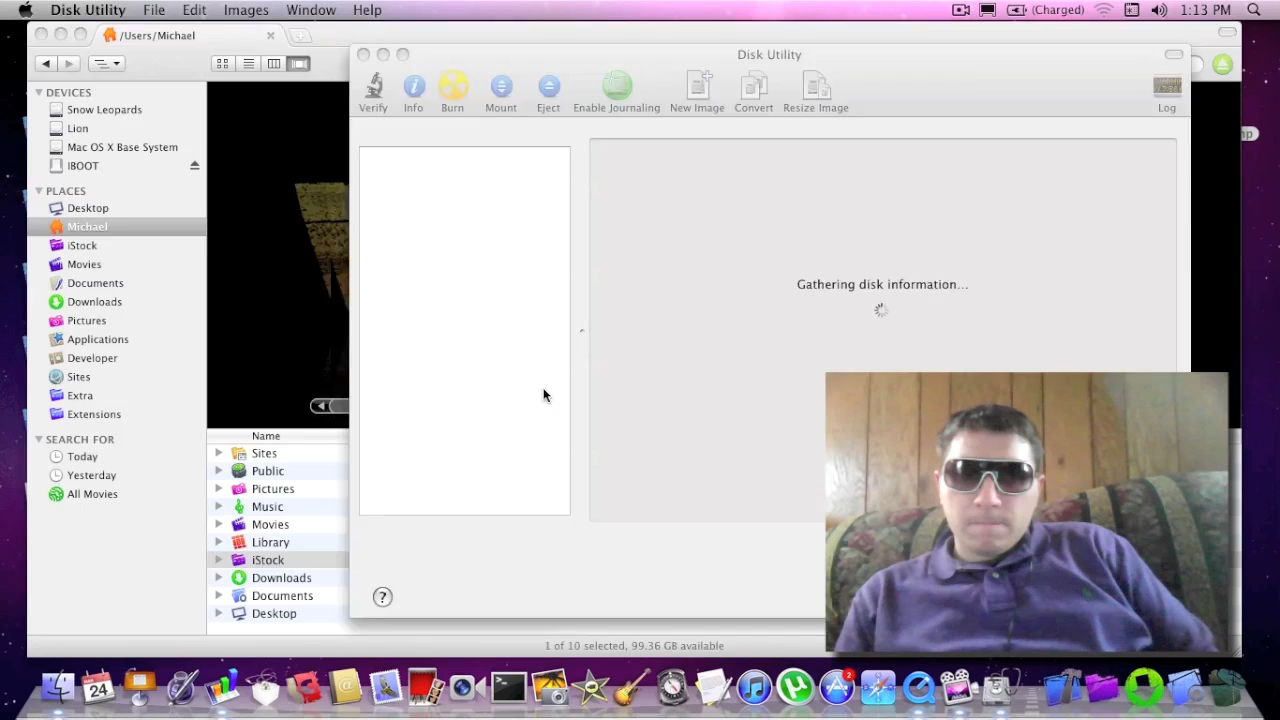 Disk Utility File Edit Images Window Help (Charged) 1:13 PM
/Users/Michael
Disk Utility
Verify Info Burn Mount Eject Enable Journaling New Image Convert Resize Image Log
DEVICES
Snow Leopards
Lion
Mac OS X Base System
IBOOT
PLACES
Desktop
Michael
iStock
Movies
Documents
Downloads
Pictures
Applications
Developer
Sites
Extra
Extensions
SEARCH FOR
Today
Yesterday
All Movies
Gathering disk information...
Name
Sites
Public
Pictures
Music
Movies
Library
iStock
Downloads
Documents
Desktop
?
1 of 10 selected, 99.36 GB available
24
2